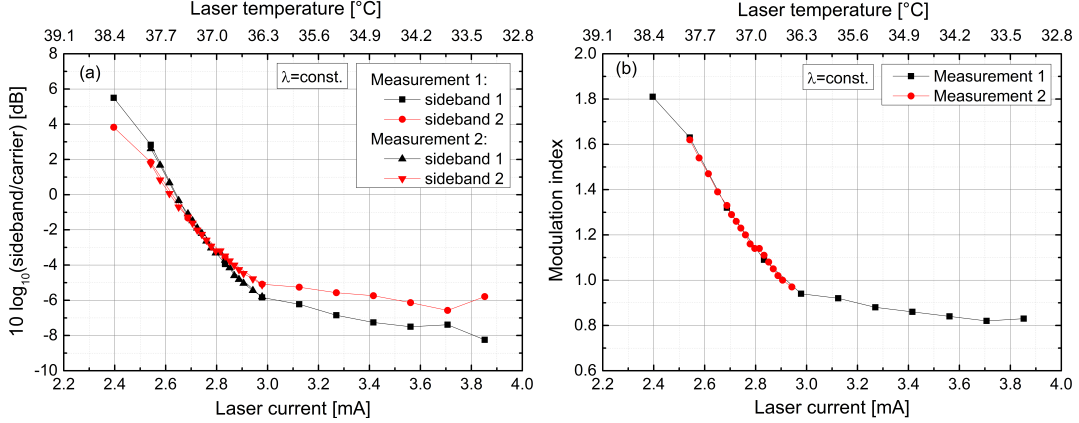 Laser temperature [°C]
39.1 38.4 37.7 37.0 36.3 35.6 34.9 34.2 33.5 32.8
(a)
λ=const.
Measurement 1:
sideband 1
sideband 2
Measurement 2:
sideband 1
sideband 2
10 log10(sideband/carrier) [dB]
8
6
4
2
0
-2
-4
-6
-8
-10
2.2 2.4 2.6 2.8 3.0 3.2 3.4 3.6 3.8 4.0
Laser current [mA]
Laser temperature [°C]
39.1 38.4 37.7 37.0 36.3 35.6 34.9 34.2 33.5 32.8
(b)
λ=const.
Measurement 1
Measurement 2
Modulation index
2.0
1.8
1.6
1.4
1.2
1.0
0.8
0.6
2.2 2.4 2.6 2.8 3.0 3.2 3.4 3.6 3.8 4.0
Laser current [mA]